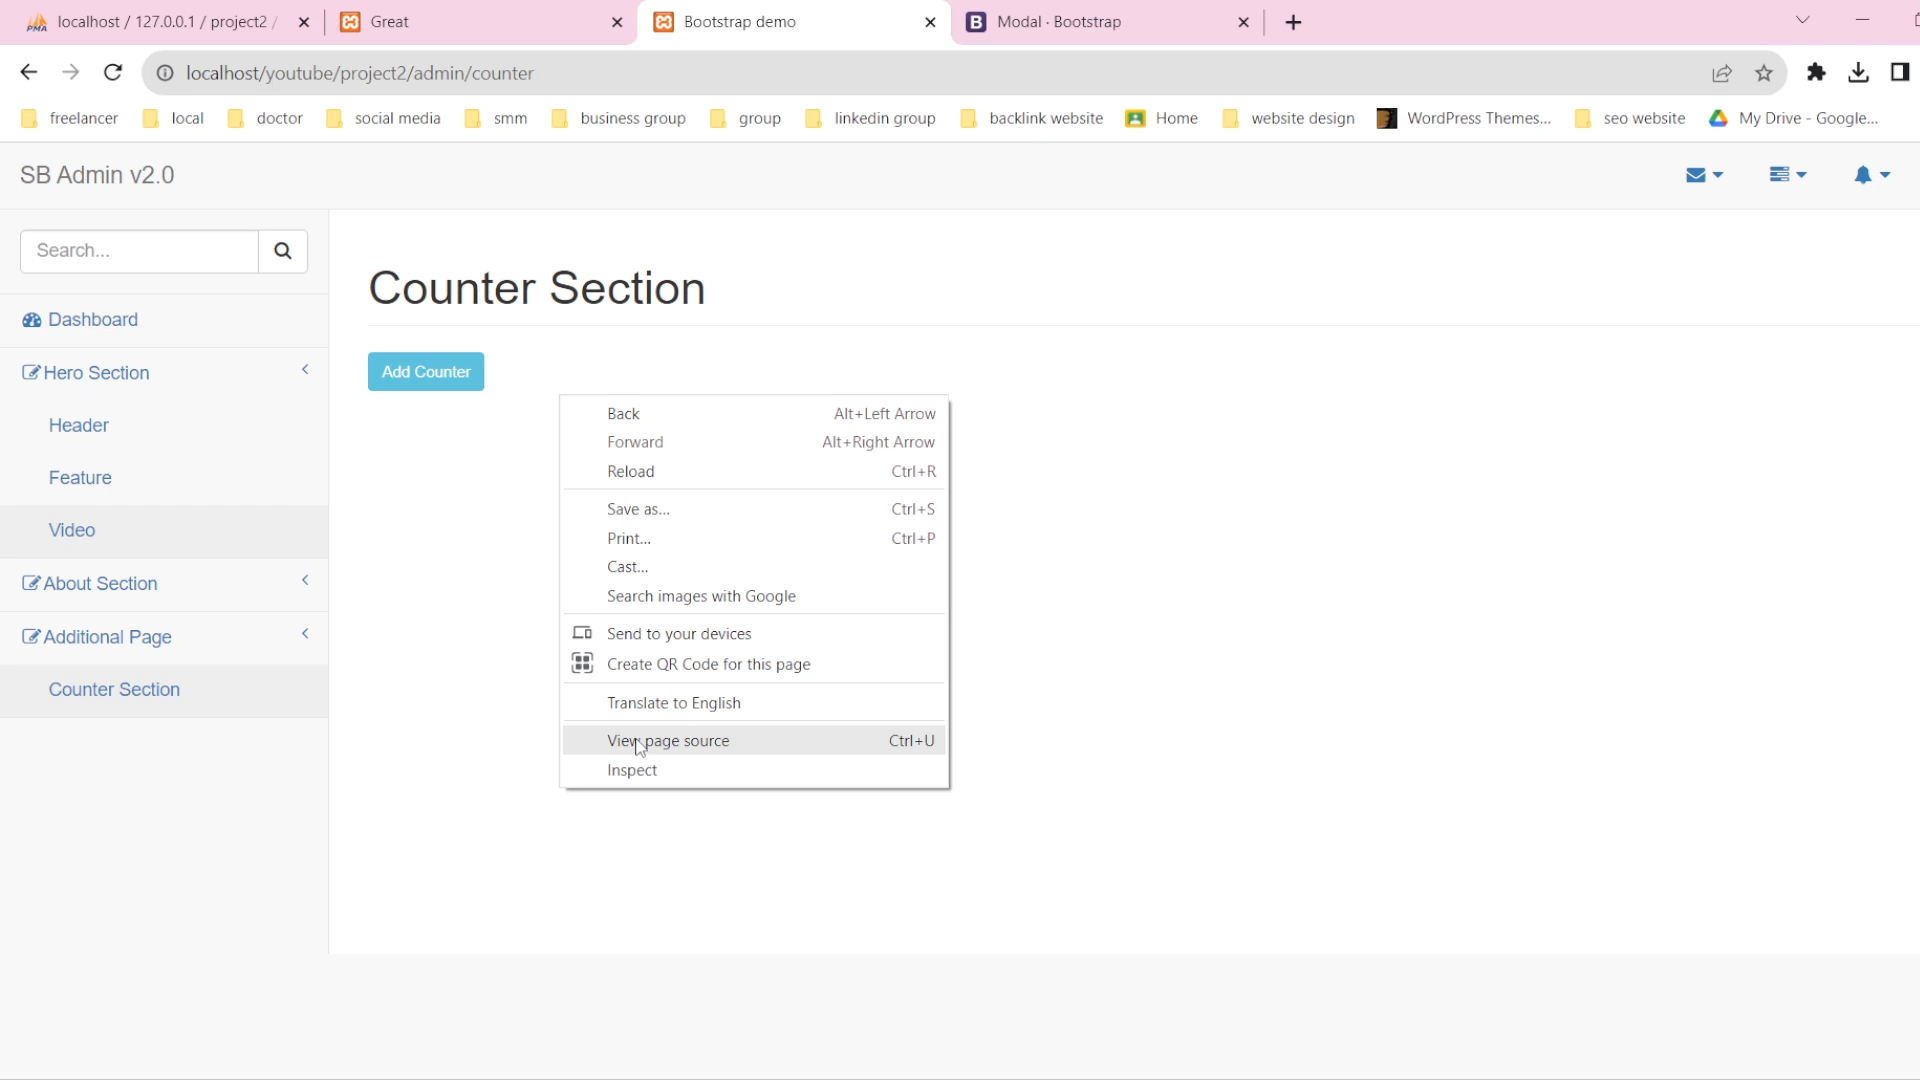 localhost / 127.0.0.1 / project2 /
Great
Bootstrap demo
Modal · Bootstrap
localhost/youtube/project2/admin/counter
freelancer
local
doctor
social media
smm
business group
group
linkedin group
backlink website
Home
website design
WordPress Themes...
seo website
My Drive - Google...
SB Admin v2.0
Search...
Dashboard
Hero Section
Header
Feature
Video
About Section
Additional Page
Counter Section
Counter Section
Add Counter
Back Alt+Left Arrow
Forward Alt+Right Arrow
Reload Ctrl+R
Save as... Ctrl+S
Print... Ctrl+P
Cast...
Search images with Google
Send to your devices
Create QR Code for this page
Translate to English
View page source Ctrl+U
Inspect